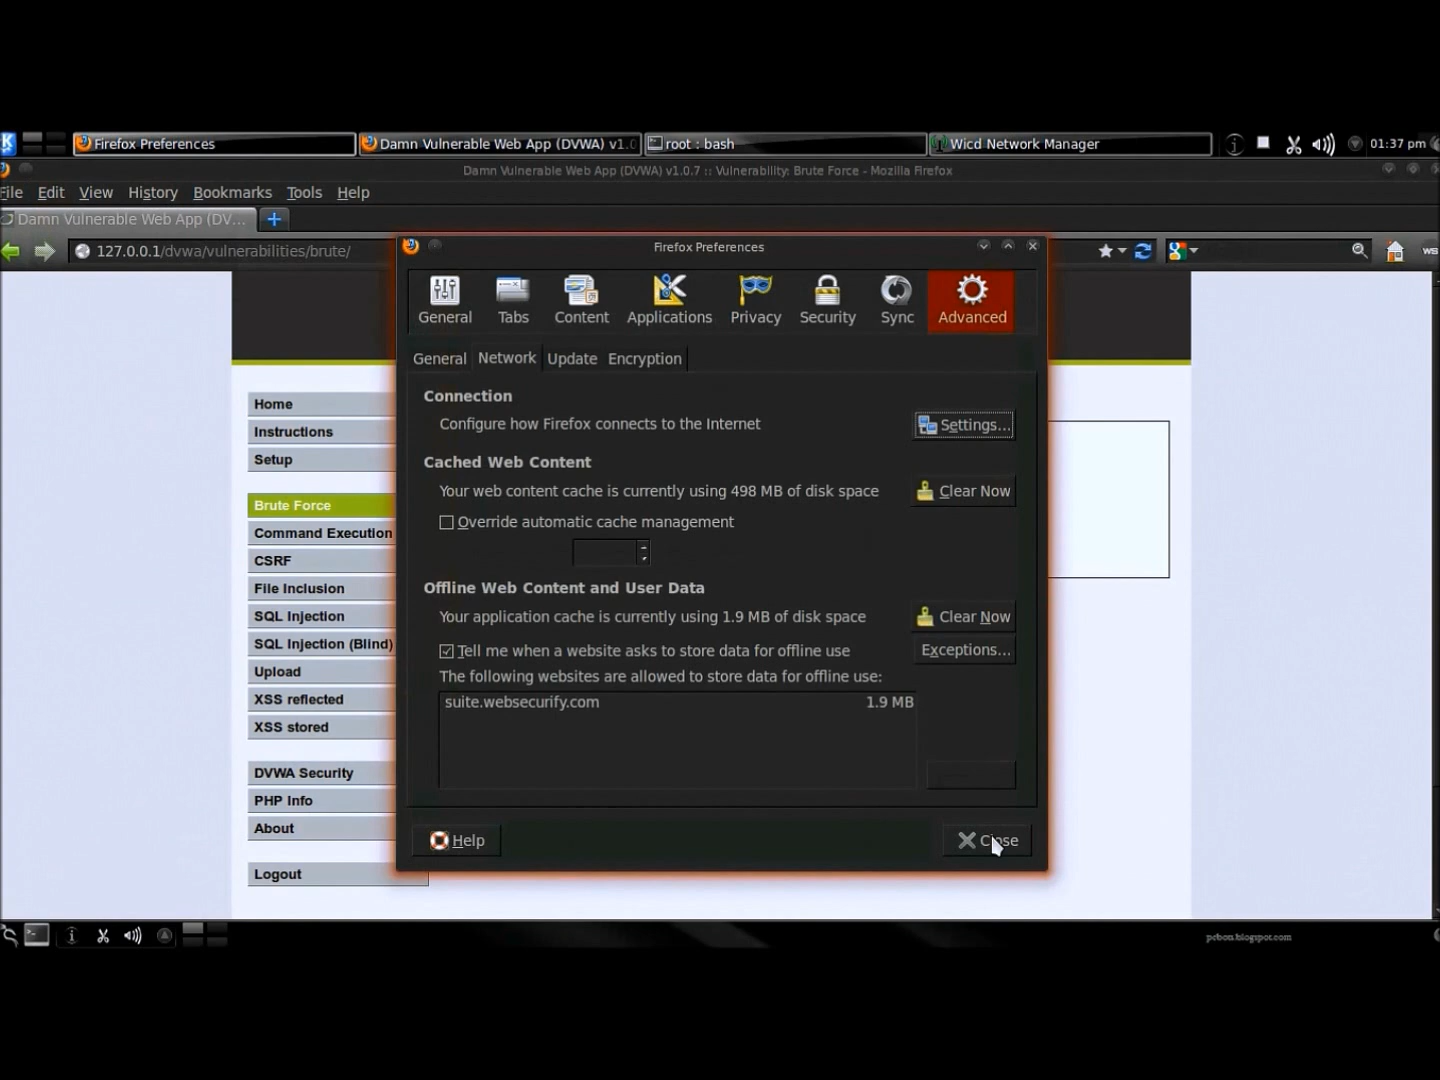 Firefox Preferences
Damn Vulnerable Web App (DVWA) v1.0
root : bash
Wicd Network Manager
01:37 pm
Damn Vulnerable Web App (DVWA) v1.0.7 :: Vulnerability: Brute Force - Mozilla Firefox
File Edit View History Bookmarks Tools Help
Damn Vulnerable Web App (DV...
127.0.0.1/dvwa/vulnerabilities/brute/
Firefox Preferences
General Tabs Content Applications Privacy Security Sync Advanced
General Network Update Encryption
Connection
Configure how Firefox connects to the Internet
Settings...
Cached Web Content
Your web content cache is currently using 498 MB of disk space
Clear Now
Override automatic cache management
Offline Web Content and User Data
Your application cache is currently using 1.9 MB of disk space
Clear Now
Tell me when a website asks to store data for offline use
Exceptions...
The following websites are allowed to store data for offline use:
suite.websecurify.com 1.9 MB
Help
Close
Home
Instructions
Setup
Brute Force
Command Execution
CSRF
File Inclusion
SQL Injection
SQL Injection (Blind)
Upload
XSS reflected
XSS stored
DVWA Security
PHP Info
About
Logout
pcbon.blogspot.com